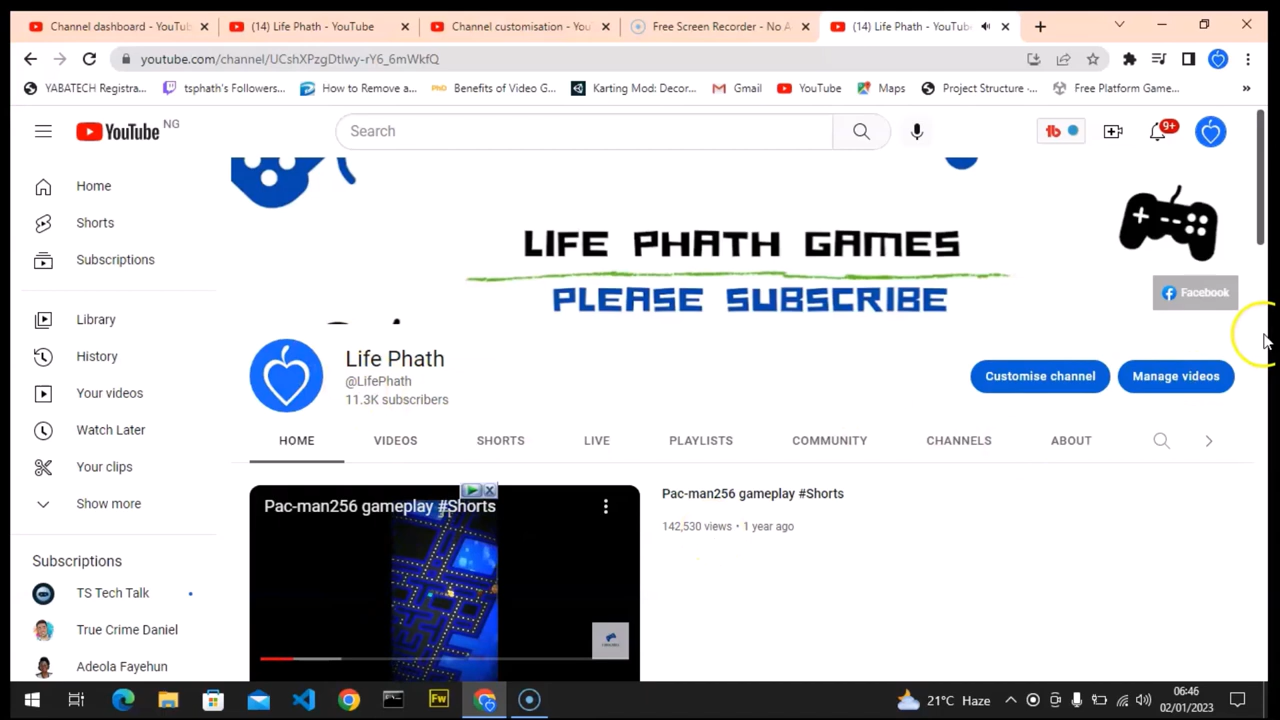 Channel dashboard - YouTub
(14) Life Phath - YouTube
Channel customisation - You
Free Screen Recorder - No A
(14) Life Phath - YouTube
youtube.com/channel/UCshXPzgDtlwy-rY6_6mWkfQ
YABATECH Registra...
tsphath's Followers...
How to Remove a...
Benefits of Video G...
Karting Mod: Decor...
Gmail
YouTube
Maps
Project Structure -...
Free Platform Game...
YouTube NG
Search
tb
9+
Home
Shorts
Subscriptions
Library
History
Your videos
Watch Later
Your clips
Show more
Subscriptions
TS Tech Talk
True Crime Daniel
Adeola Fayehun
LIFE PHATH GAMES
PLEASE SUBSCRIBE
Facebook
Life Phath
@LifePhath
11.3K subscribers
Customise channel
Manage videos
HOME
VIDEOS
SHORTS
LIVE
PLAYLISTS
COMMUNITY
CHANNELS
ABOUT
Pac-man256 gameplay #Shorts
Pac-man256 gameplay #Shorts
142,530 views • 1 year ago
Fw
21°C Haze
06:46
02/01/2023